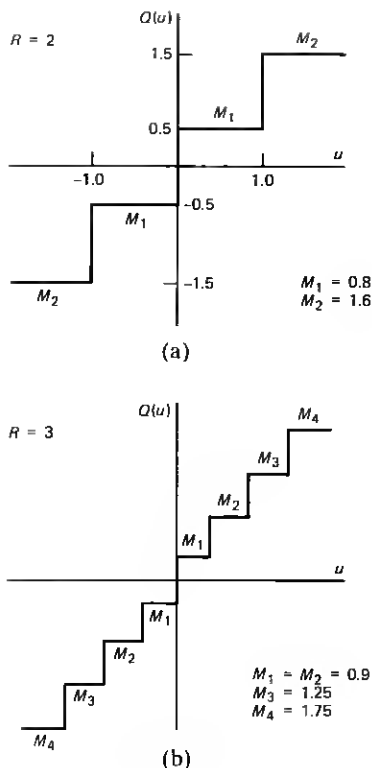 Q(u)
R = 2
1.5
M₂
M₁
0.5
u
−1.0
1.0
M₁
−0.5
M₂
−1.5
M₁ = 0.8
M₂ = 1.6
(a)
Q(u)
R = 3
M₄
M₃
M₂
M₁
u
M₁
M₂
M₃
M₄
M₁ = M₂ = 0.9
M₃ = 1.25
M₄ = 1.75
(b)